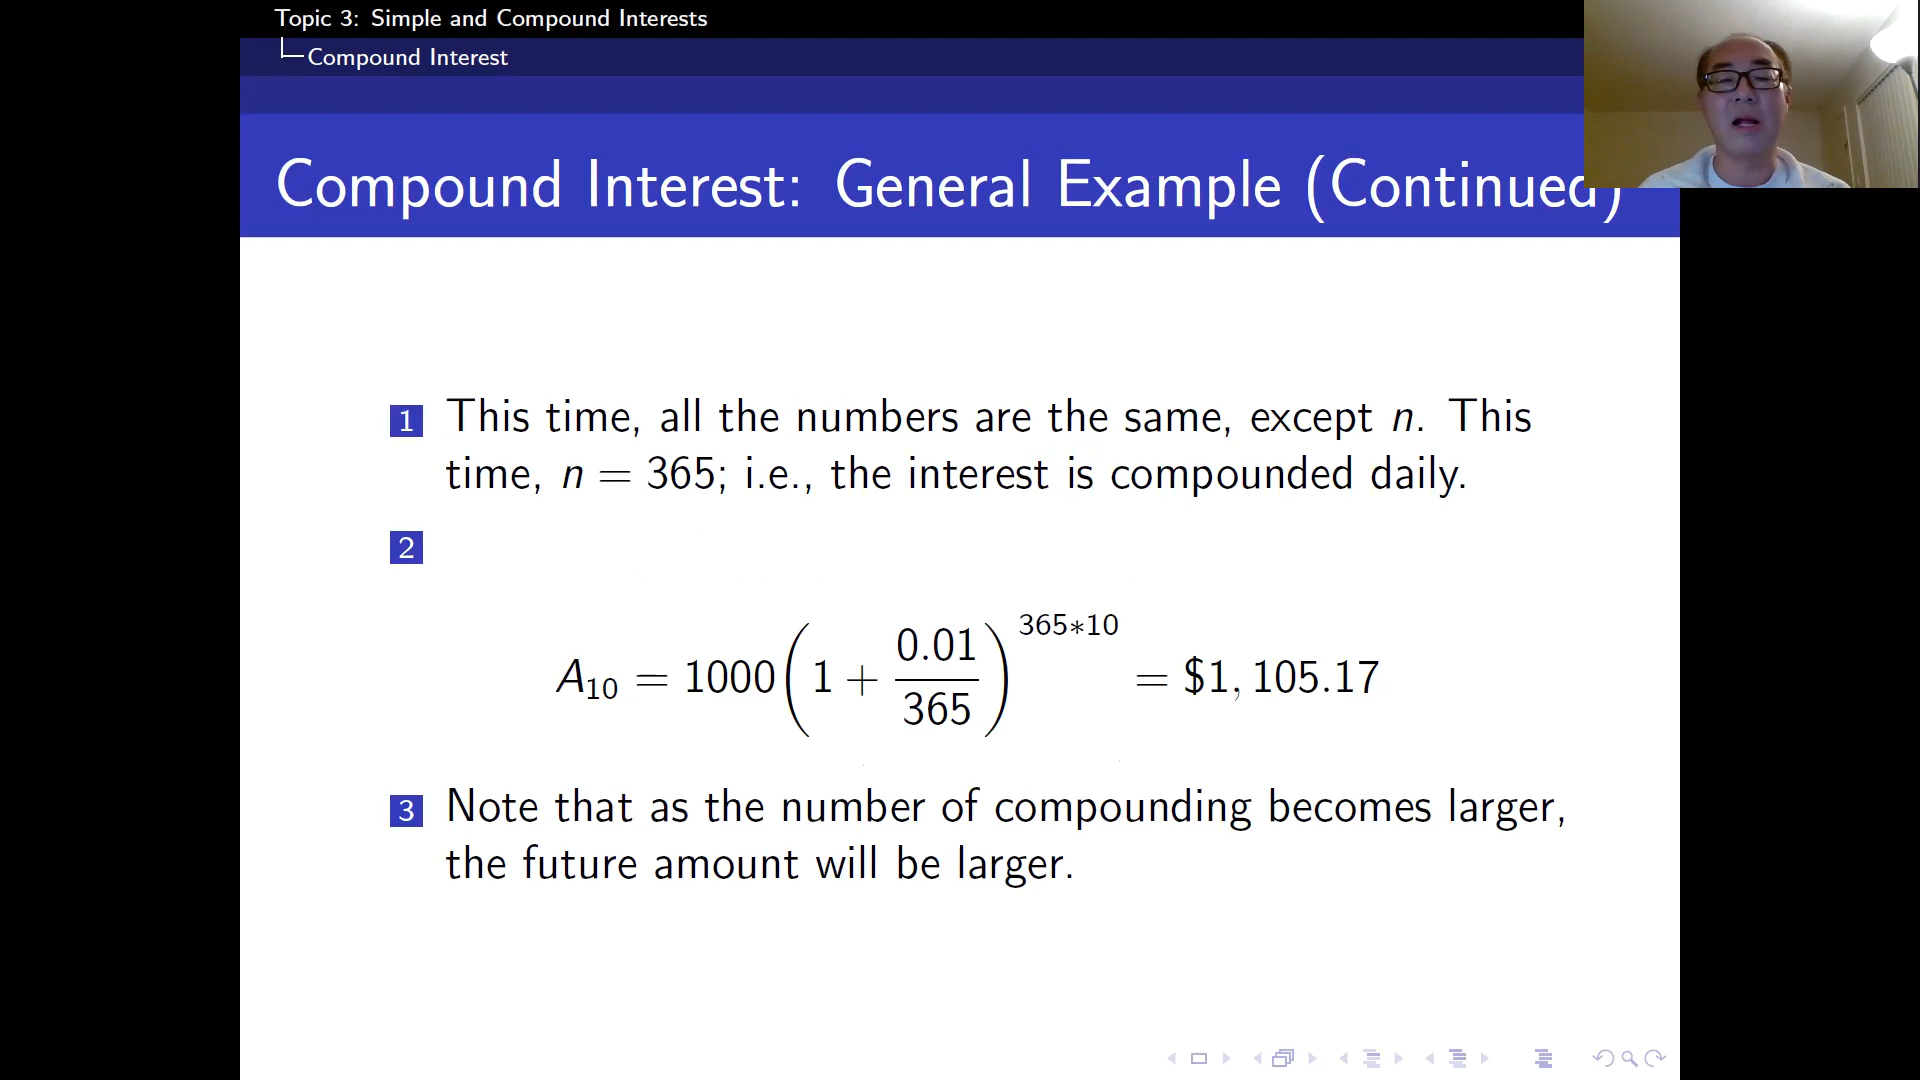 Topic 3: Simple and Compound Interests
Compound Interest
Compound Interest: General Example (Continued)
1 This time, all the numbers are the same, except n. This
time, n = 365; i.e., the interest is compounded daily.
2
A₁₀ = 1000(1 + 0.01/365)^365*10 = $1, 105.17
3 Note that as the number of compounding becomes larger,
the future amount will be larger.